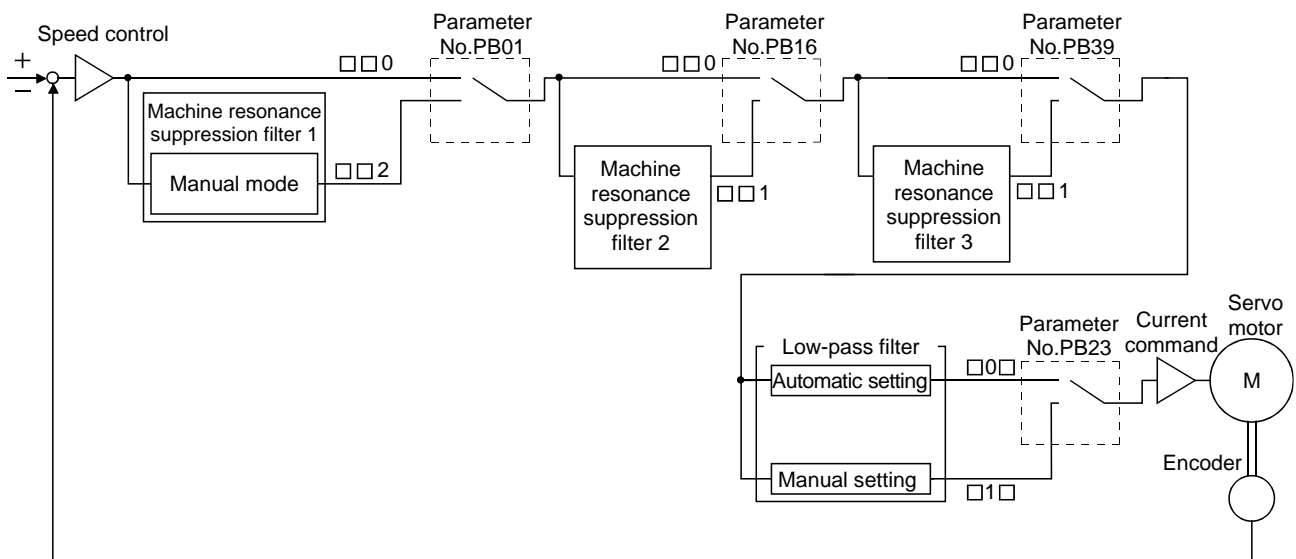 Speed control
+
−
□□0
Parameter
No.PB01
Machine resonance
suppression filter 1
Manual mode
□□2
□□0
Parameter
No.PB16
Machine
resonance
suppression
filter 2
□□1
□□0
Parameter
No.PB39
Machine
resonance
suppression
filter 3
□□1
Low-pass filter
Automatic setting
□0□
Manual setting
□1□
Parameter
No.PB23
Current
command
Servo
motor
M
Encoder